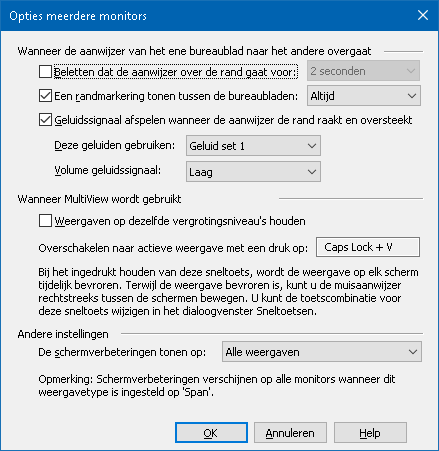 Opties meerdere monitors
Wanneer de aanwijzer van het ene bureaublad naar het andere overgaat
Beletten dat de aanwijzer over de rand gaat voor: 2 seconden
Een randmarkering tonen tussen de bureaubladen: Altijd
Geluidssignaal afspelen wanneer de aanwijzer de rand raakt en oversteekt
Deze geluiden gebruiken: Geluid set 1
Volume geluidssignaal: Laag
Wanneer MultiView wordt gebruikt
Weergaven op dezelfde vergrotingsniveau's houden
Overschakelen naar actieve weergave met een druk op: Caps Lock + V
Bij het ingedrukt houden van deze sneltoets, wordt de weergave op elk scherm
tijdelijk bevroren. Terwijl de weergave bevroren is, kunt u de muisaanwijzer
rechtstreeks tussen de schermen bewegen. U kunt de toetscombinatie voor
deze sneltoets wijzigen in het dialoogvenster Sneltoetsen.
Andere instellingen
De schermverbeteringen tonen op: Alle weergaven
Opmerking: Schermverbeteringen verschijnen op alle monitors wanneer dit
weergavetype is ingesteld op 'Span'.
OK Annuleren Help